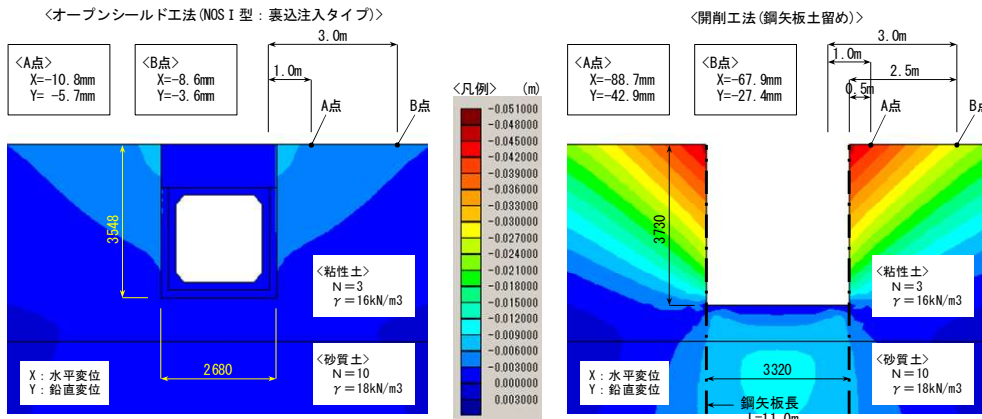 <オープンシールド工法(NOSⅠ型：裏込注入タイプ)>
3.0m
1.0m
<A点>
X=-10.8mm
Y= -5.7mm
<B点>
X=-8.6mm
Y=-3.6mm
A点
B点
3548
2680
<粘性土>
N=3
γ=16kN/m3
<砂質土>
N=10
γ=18kN/m3
X：水平変位
Y：鉛直変位
<凡例> (m)
-0.051000
-0.048000
-0.045000
-0.042000
-0.039000
-0.036000
-0.033000
-0.030000
-0.027000
-0.024000
-0.021000
-0.018000
-0.015000
-0.012000
-0.009000
-0.006000
-0.003000
0.000000
0.003000
<開削工法(鋼矢板土留め)>
3.0m
1.0m
2.5m
0.5m
<A点>
X=-88.7mm
Y=-42.9mm
<B点>
X=-67.9mm
Y=-27.4mm
A点
B点
3730
3320
<粘性土>
N=3
γ=16kN/m3
<砂質土>
N=10
γ=18kN/m3
X：水平変位
Y：鉛直変位
鋼矢板長
L=11.0m